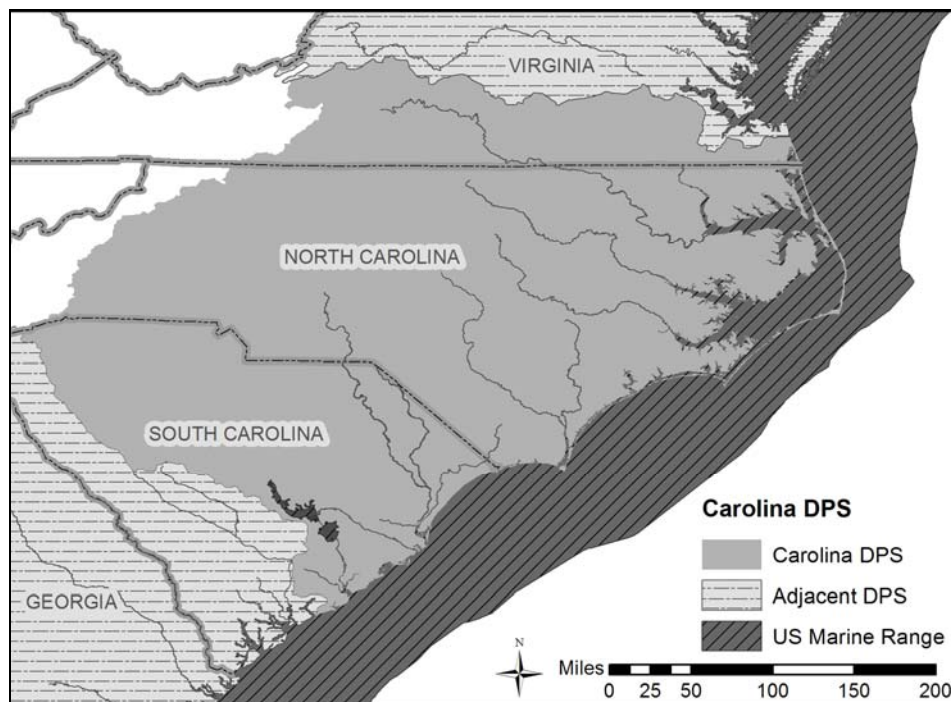 VIRGINIA
NORTH CAROLINA
SOUTH CAROLINA
GEORGIA
Carolina DPS
Carolina DPS
Adjacent DPS
US Marine Range
N
Miles
0 25 50 100 150 200